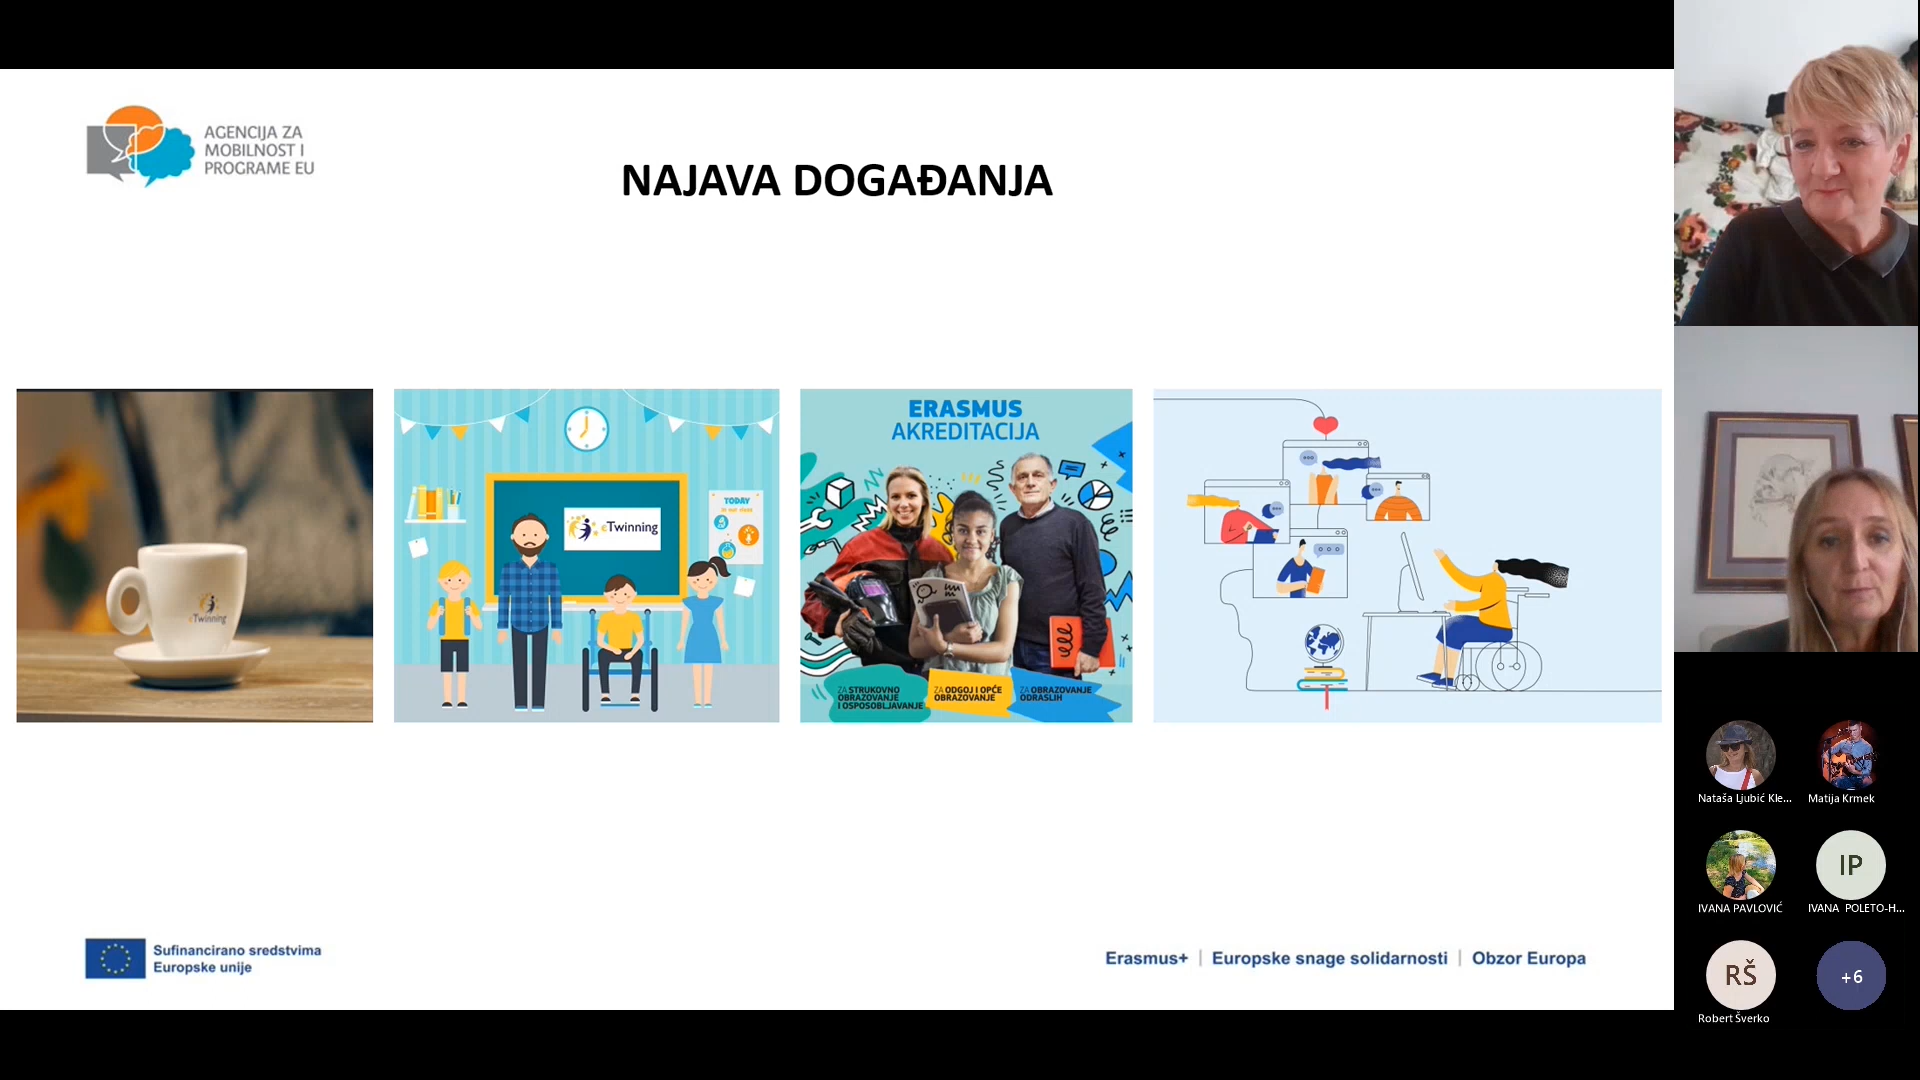 AGENCIJA ZA
MOBILNOST I
PROGRAME EU
NAJAVA DOGAĐANJA
eTwinning
eTwinning
TODAY
ERASMUS
AKREDITACIJA
ZA STRUKOVNO
OBRAZOVANJE
I OSPOSOBLJAVANJE
ZA ODGOJ I OPĆE
OBRAZOVANJE
ZA OBRAZOVANJE
ODRASLIH
Sufinancirano sredstvima
Europske unije
Erasmus+ | Europske snage solidarnosti | Obzor Europa
Nataša Ljubić Kle...
Matija Krmek
IVANA PAVLOVIĆ
IP
IVANA POLETO-H...
RŠ
Robert Šverko
+6